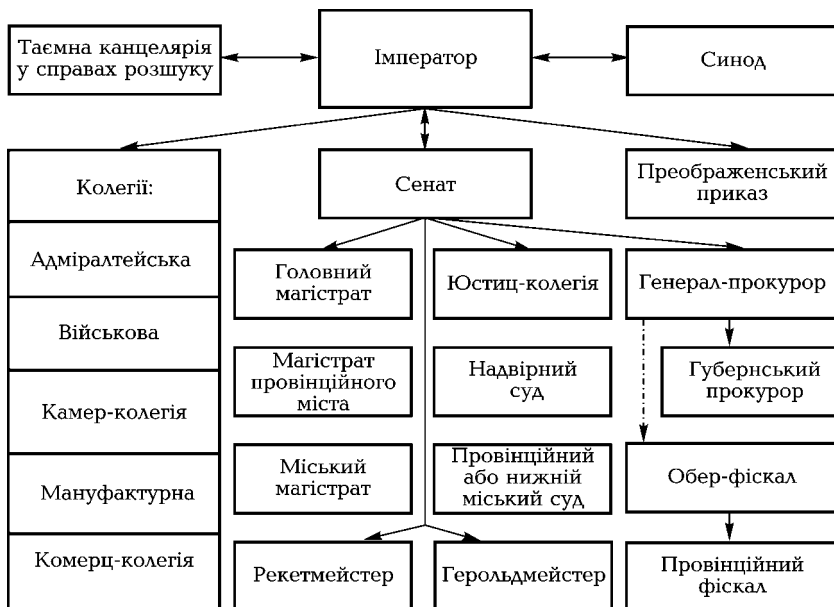 Таємна канцелярія
у справах розшуку
Імператор
Синод
Колегії:
Сенат
Преображенський
приказ
Адміралтейська
Головний
магістрат
Юстиц-колегія
Генерал-прокурор
Військова
Магістрат
провінційного
міста
Надвірний
суд
Губернський
прокурор
Камер-колегія
Мануфактурна
Міський
магістрат
Провінційний
або нижній
міський суд
Обер-фіскал
Комерц-колегія
Рекетмейстер
Герольдмейстер
Провінційний
фіскал